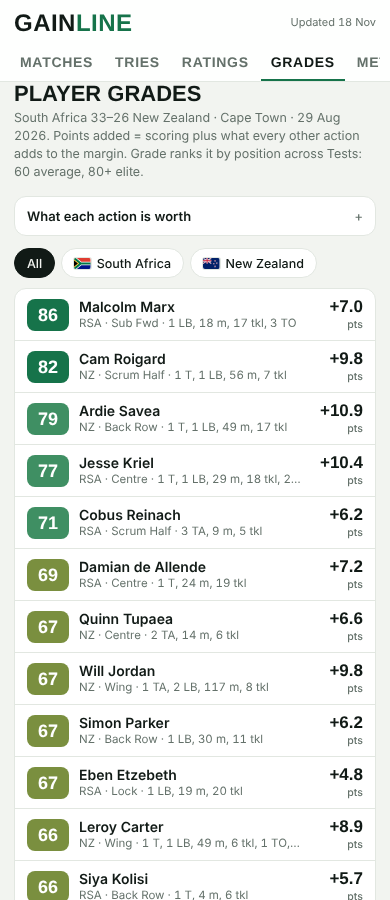 GAINLINE
Updated 18 Nov
MATCHES TRIES RATINGS GRADES ME
PLAYER GRADES
South Africa 33–26 New Zealand · Cape Town · 29 Aug
2026. Points added = scoring plus what every other action
adds to the margin. Grade ranks it by position across Tests:
60 average, 80+ elite.
What each action is worth +
All South Africa New Zealand
86 Malcolm Marx +7.0
RSA · Sub Fwd · 1 LB, 18 m, 17 tkl, 3 TO pts
82 Cam Roigard +9.8
NZ · Scrum Half · 1 T, 1 LB, 56 m, 7 tkl pts
79 Ardie Savea +10.9
NZ · Back Row · 1 T, 1 LB, 49 m, 17 tkl pts
77 Jesse Kriel +10.4
RSA · Centre · 1 T, 1 LB, 29 m, 18 tkl, 2... pts
71 Cobus Reinach +6.2
RSA · Scrum Half · 3 TA, 9 m, 5 tkl pts
69 Damian de Allende +7.2
RSA · Centre · 1 T, 24 m, 19 tkl pts
67 Quinn Tupaea +6.6
NZ · Centre · 2 TA, 14 m, 6 tkl pts
67 Will Jordan +9.8
NZ · Wing · 1 TA, 2 LB, 117 m, 8 tkl pts
67 Simon Parker +6.2
NZ · Back Row · 1 LB, 30 m, 11 tkl pts
67 Eben Etzebeth +4.8
RSA · Lock · 1 LB, 19 m, 20 tkl pts
66 Leroy Carter +8.9
NZ · Wing · 1 T, 1 LB, 49 m, 6 tkl, 1 TO,... pts
66 Siya Kolisi +5.7
RSA · Back Row · 1 T, 4 m, 6 tkl pts